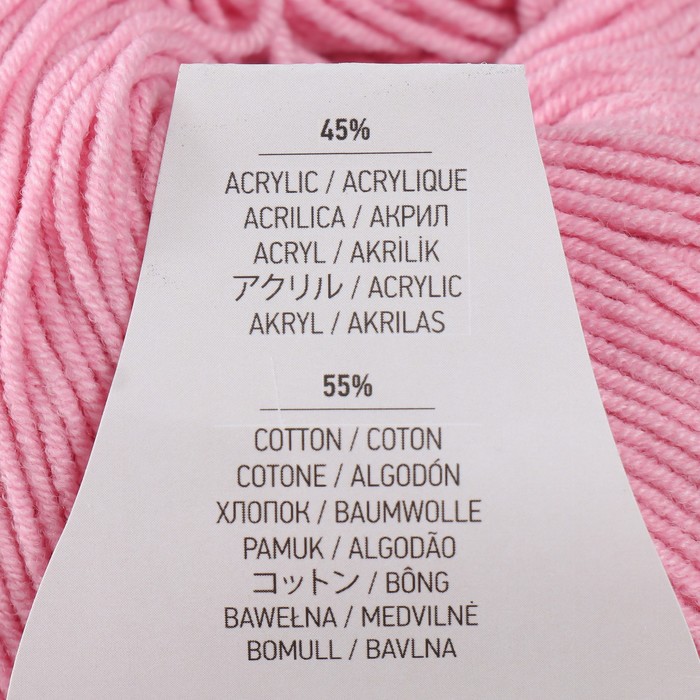 45%
ACRYLIC / ACRYLIQUE
ACRILICA / АКРИЛ
ACRYL / AKRİLİK
アクリル / ACRYLIC
AKRYL / AKRILAS
55%
COTTON / COTON
COTONE / ALGODÓN
ХЛОПОК / BAUMWOLLE
PAMUK / ALGODÃO
コットン / BÔNG
BAWEŁNA / MEDVILNĖ
BOMULL / BAVLNA